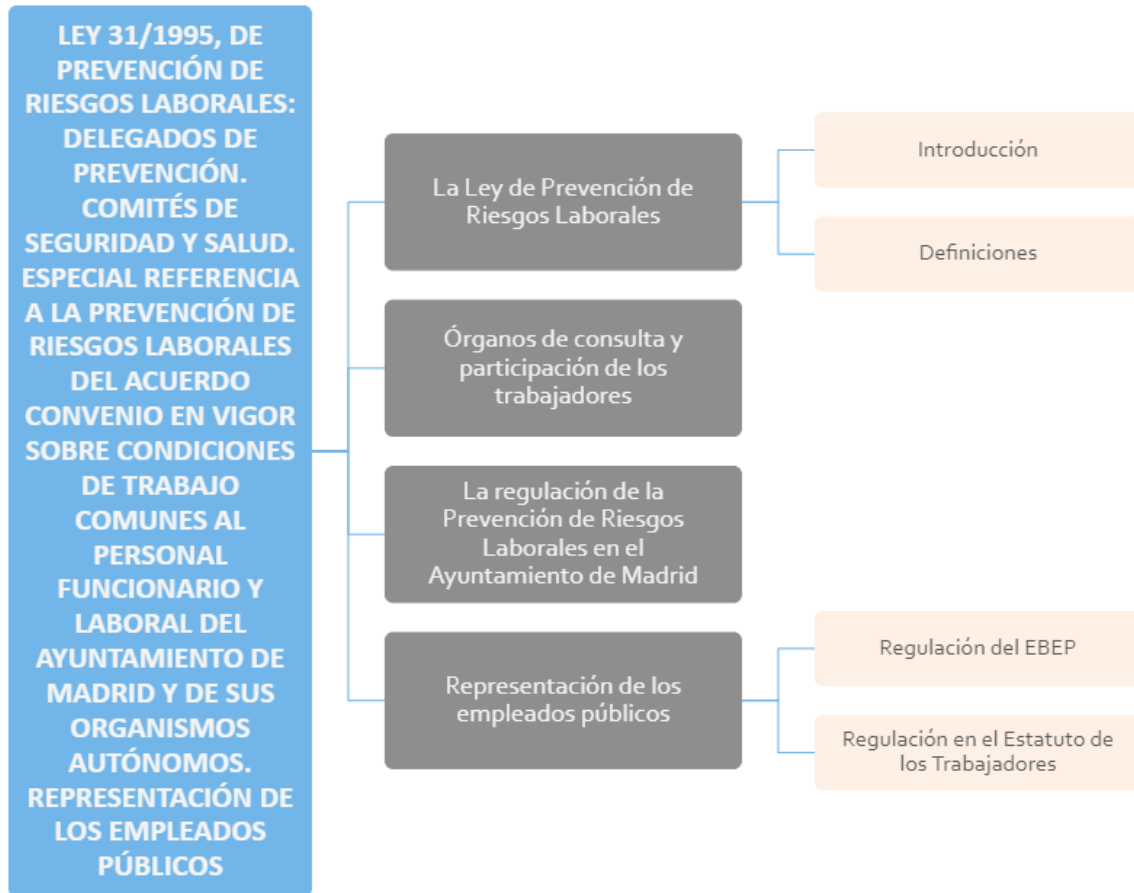 LEY 31/1995, DE
PREVENCIÓN DE
RIESGOS LABORALES:
DELEGADOS DE
PREVENCIÓN.
COMITÉS DE
SEGURIDAD Y SALUD.
ESPECIAL REFERENCIA
A LA PREVENCIÓN DE
RIESGOS LABORALES
DEL ACUERDO
CONVENIO EN VIGOR
SOBRE CONDICIONES
DE TRABAJO
COMUNES AL
PERSONAL
FUNCIONARIO Y
LABORAL DEL
AYUNTAMIENTO DE
MADRID Y DE SUS
ORGANISMOS
AUTÓNOMOS.
REPRESENTACIÓN DE
LOS EMPLEADOS
PÚBLICOS
La Ley de Prevención de
Riesgos Laborales
Introducción
Definiciones
Órganos de consulta y
participación de los
trabajadores
La regulación de la
Prevención de Riesgos
Laborales en el
Ayuntamiento de Madrid
Representación de los
empleados públicos
Regulación del EBEP
Regulación en el Estatuto de
los Trabajadores